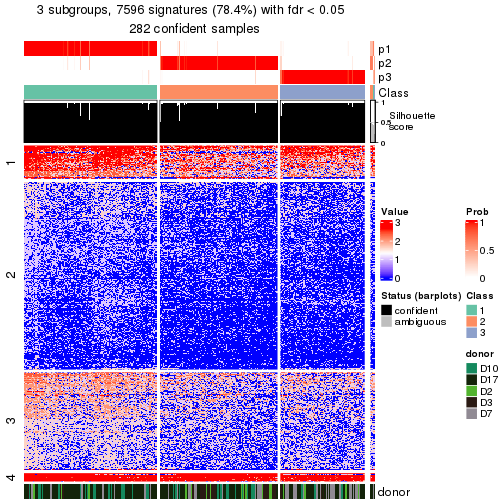 3 subgroups, 7596 signatures (78.4%) with fdr < 0.05
282 confident samples
p1
p2
p3
Class
1
0.5
0
Silhouette
score
1
2
3
4
donor
Value
3
2
1
0
Prob
1
0.5
0
Status (barplots)
confident
ambiguous
Class
1
2
3
donor
D10
D17
D2
D3
D7